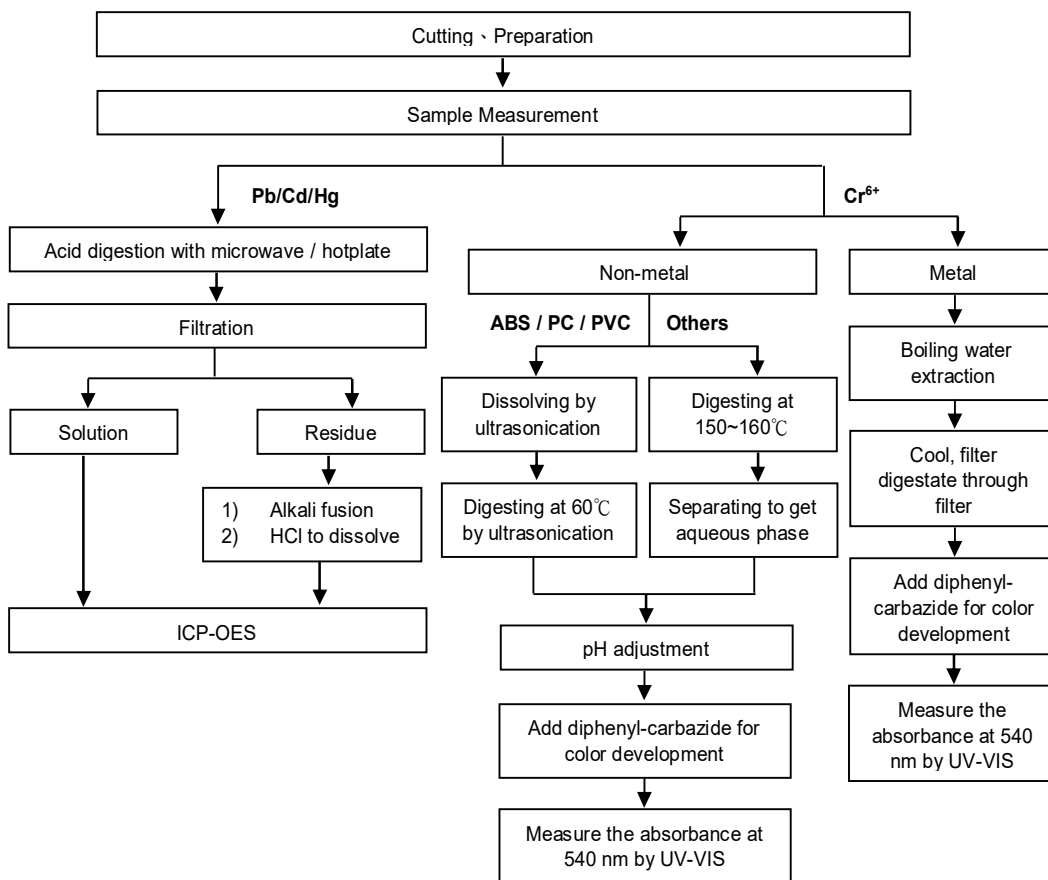 Cutting、Preparation
Sample Measurement
Pb/Cd/Hg
Cr⁶⁺
Acid digestion with microwave / hotplate
Filtration
Solution
Residue
1) Alkali fusion
2) HCl to dissolve
ICP-OES
Non-metal
ABS / PC / PVC
Others
Dissolving by
ultrasonication
Digesting at 60℃
by ultrasonication
Digesting at
150~160℃
Separating to get
aqueous phase
pH adjustment
Add diphenyl-carbazide for
color development
Measure the absorbance at
540 nm by UV-VIS
Metal
Boiling water
extraction
Cool, filter
digestate through
filter
Add diphenyl-
carbazide for color
development
Measure the
absorbance at 540
nm by UV-VIS